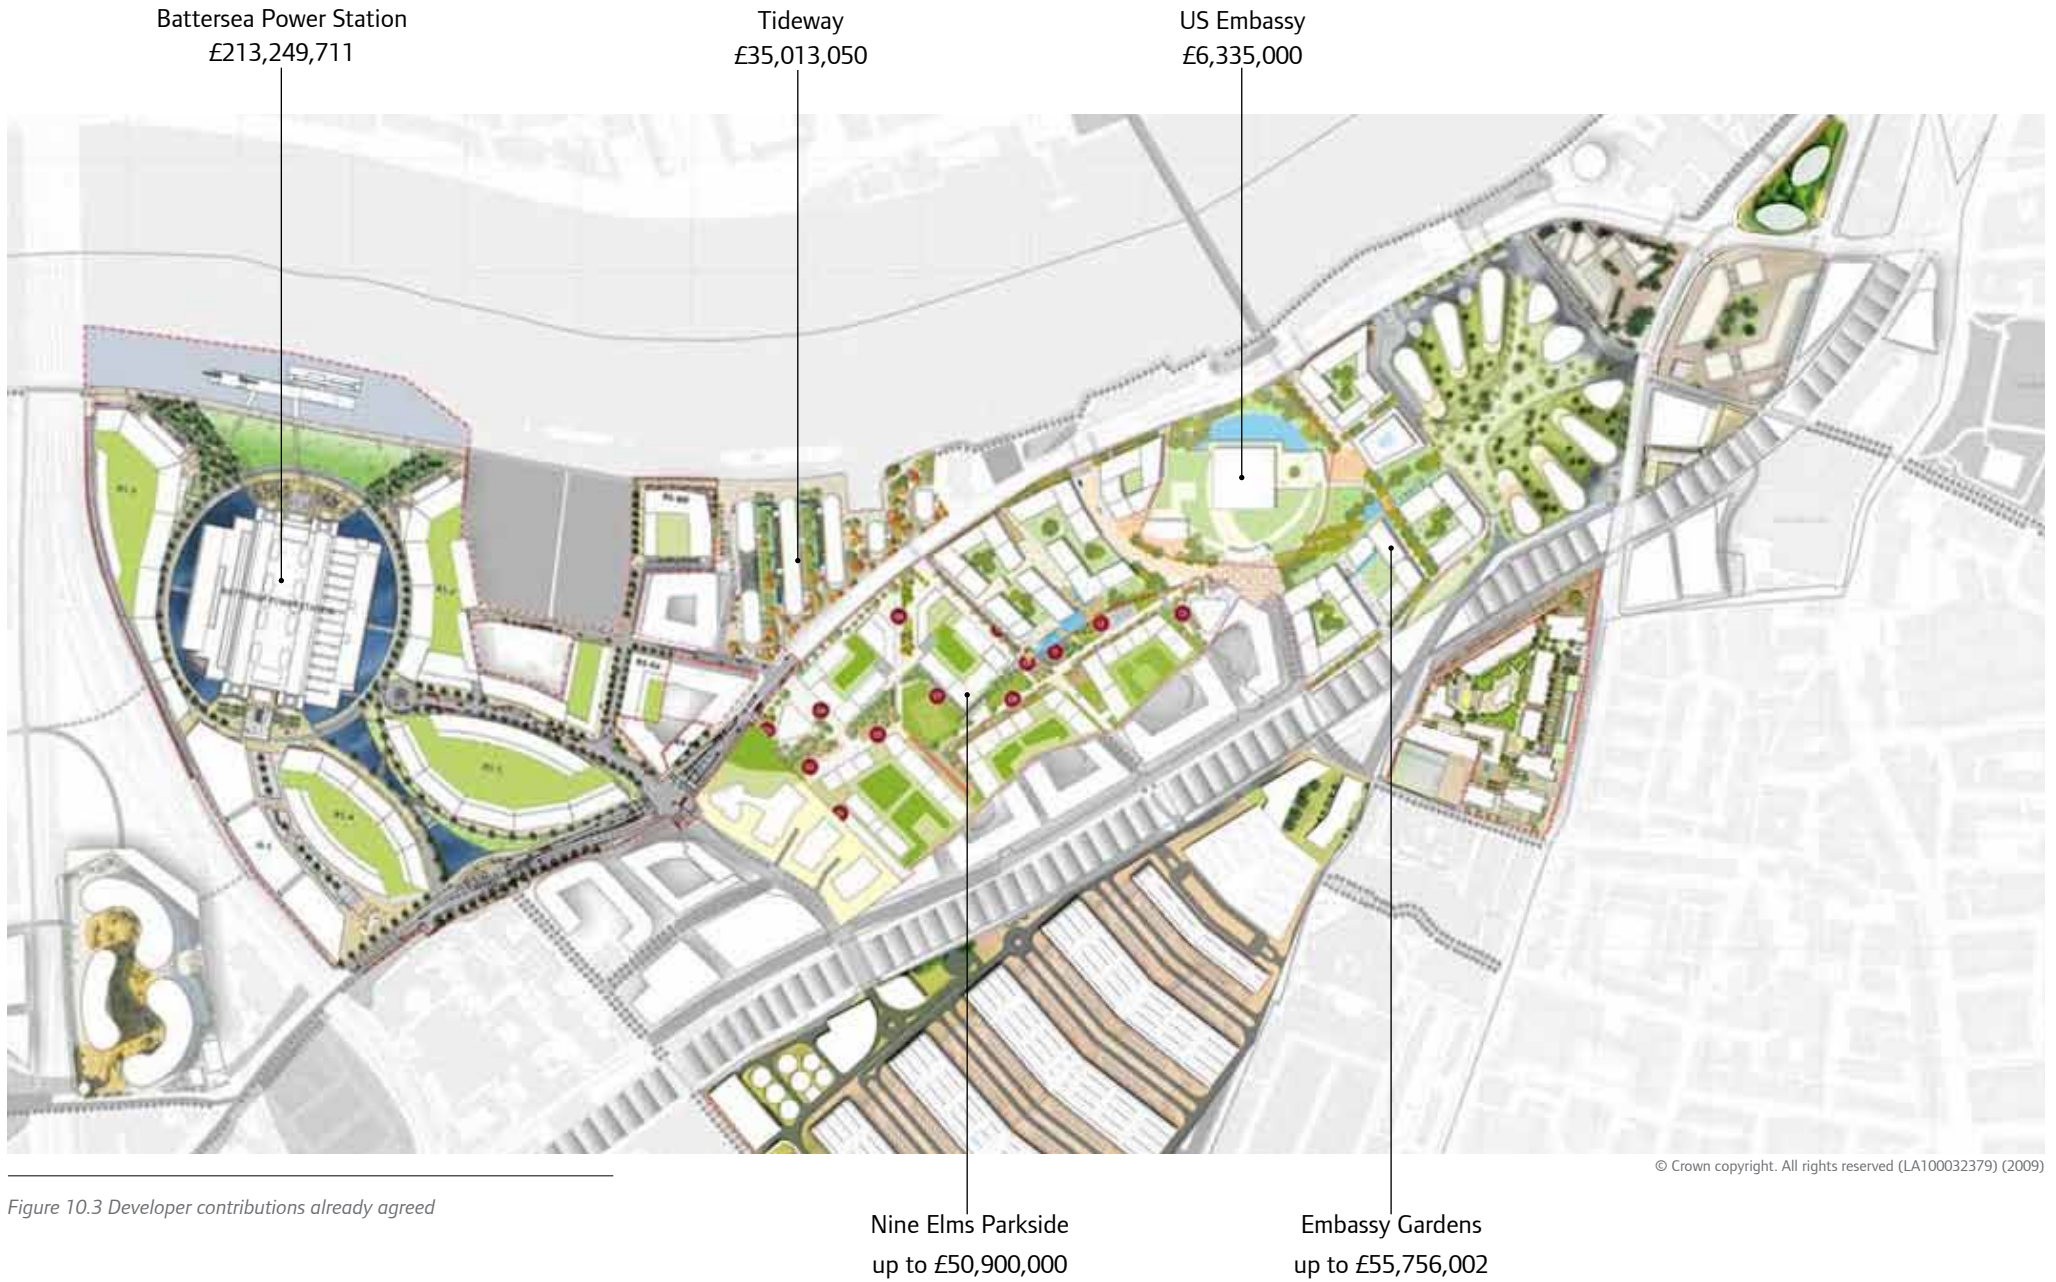 Battersea Power Station
£213,249,711
Tideway
£35,013,050
US Embassy
£6,335,000
© Crown copyright. All rights reserved (LA100032379) (2009)
Figure 10.3 Developer contributions already agreed
Nine Elms Parkside
up to £50,900,000
Embassy Gardens
up to £55,756,002